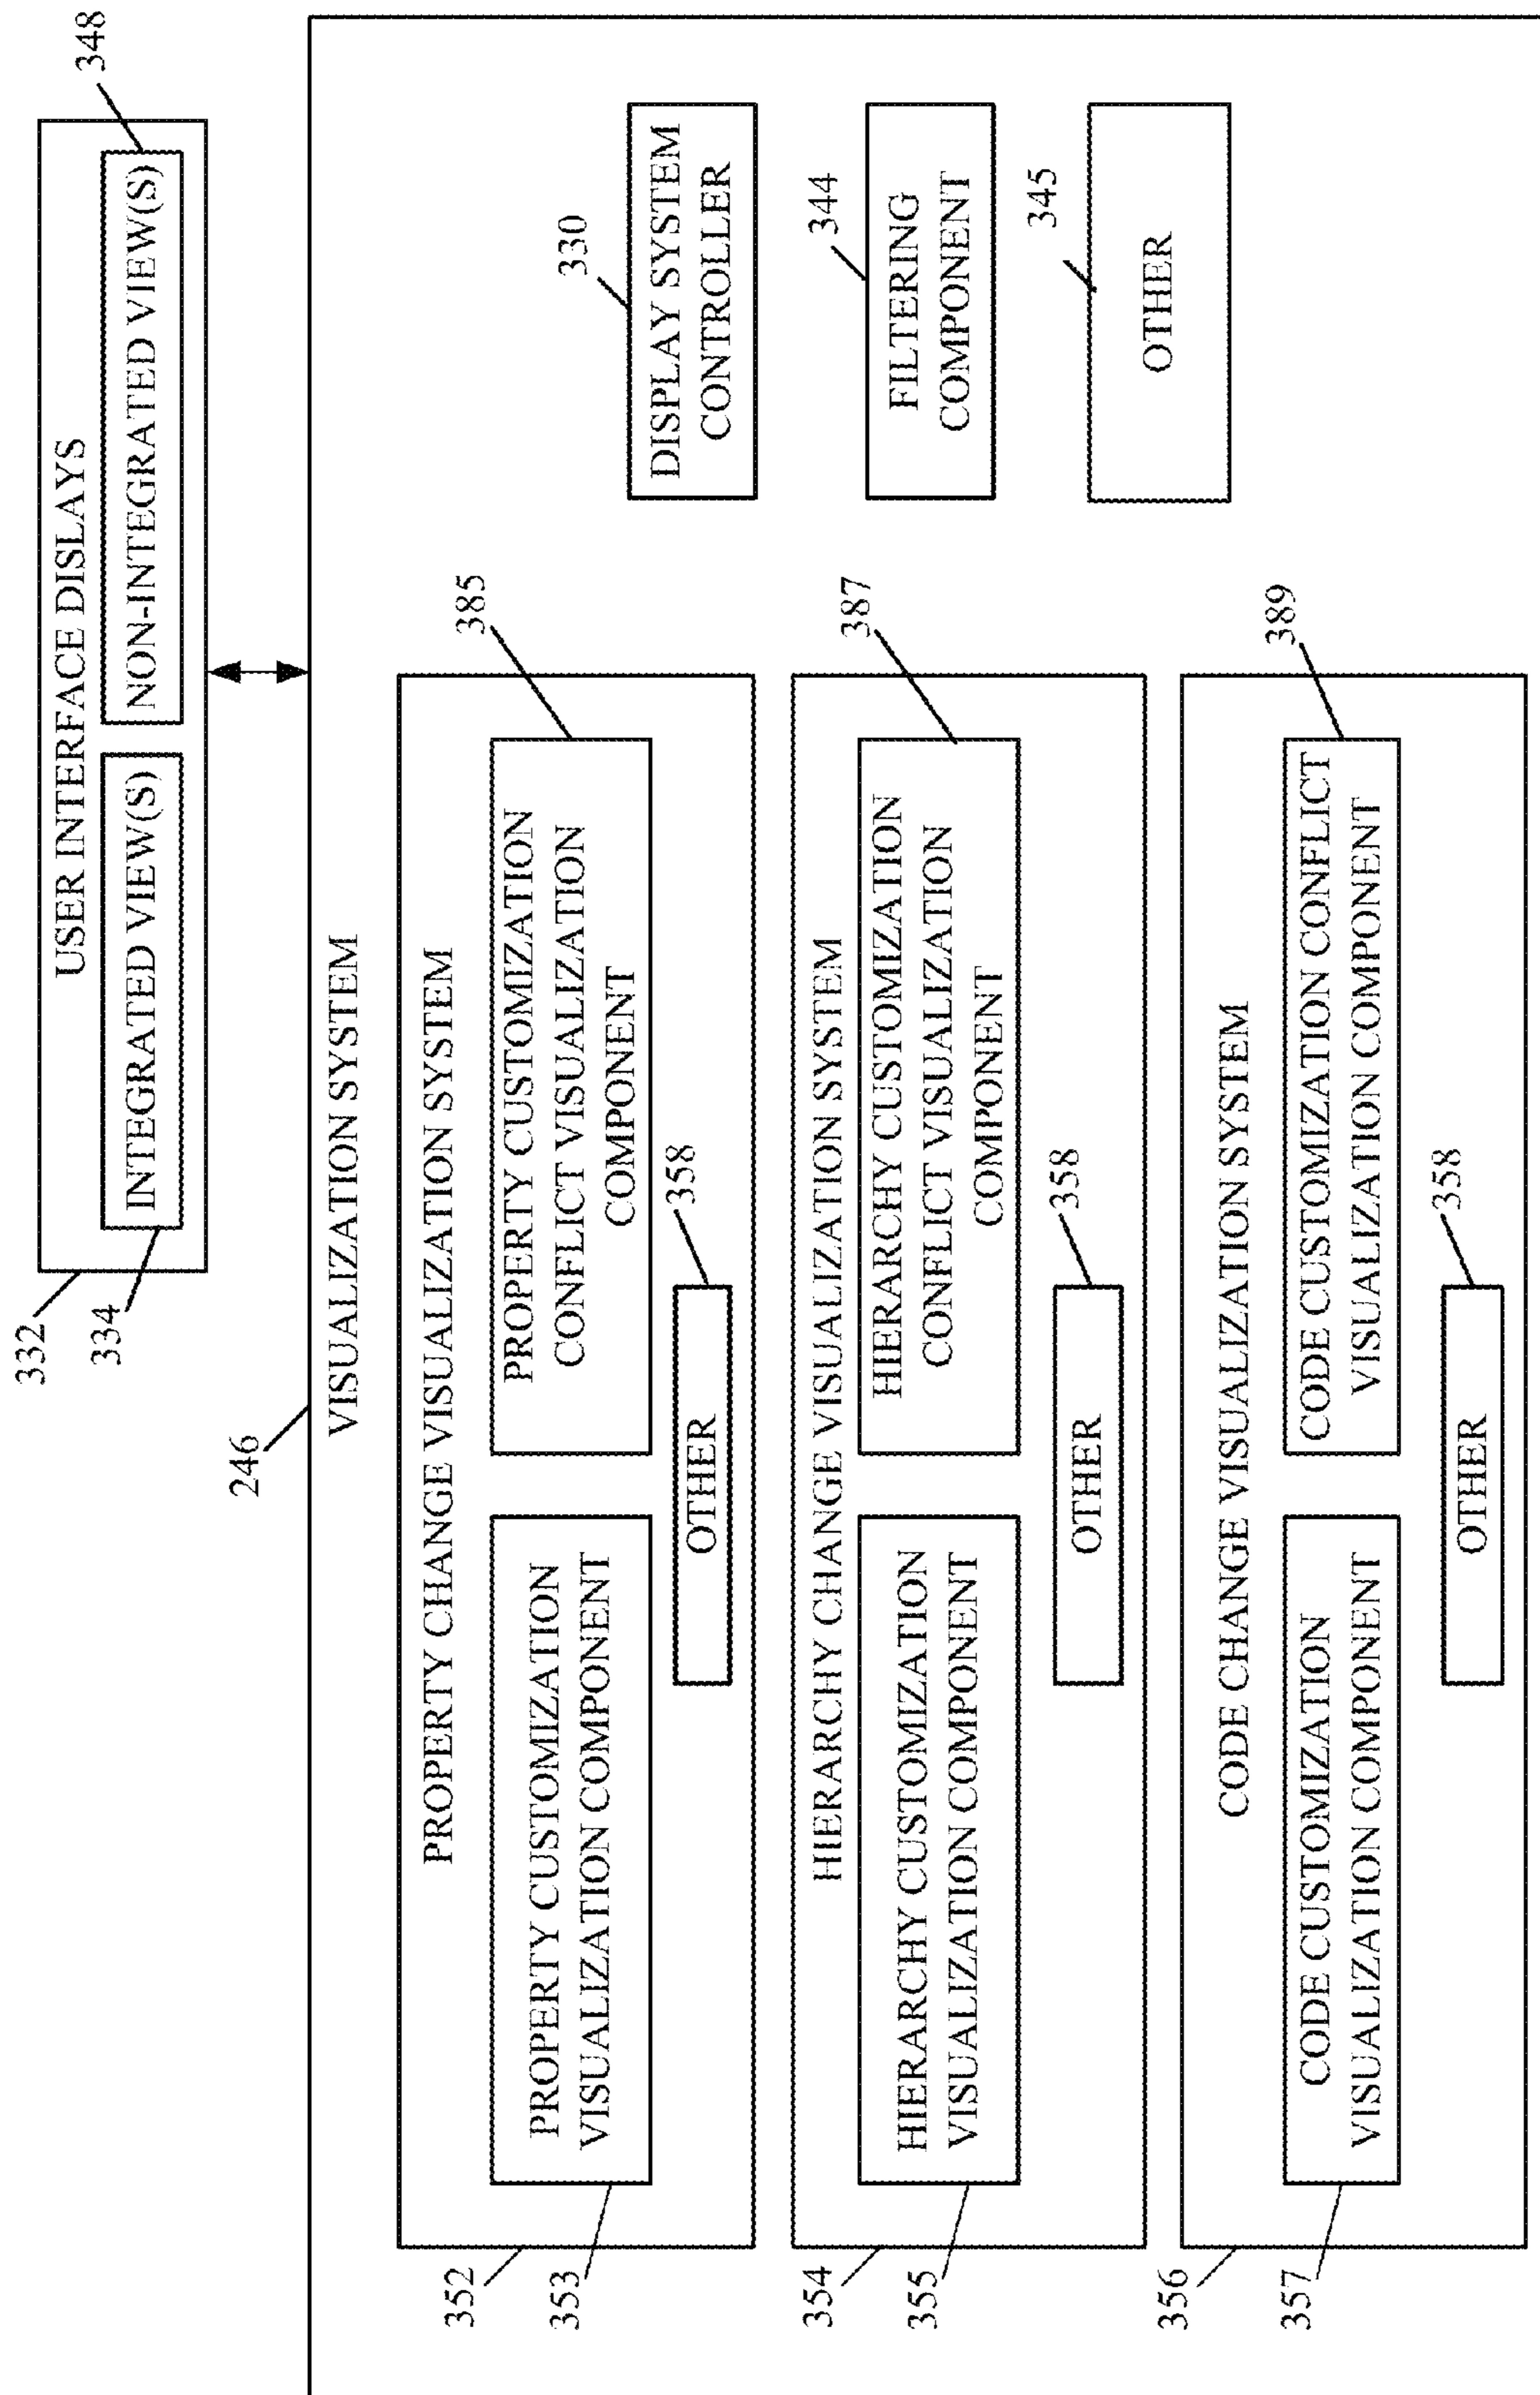 332
USER INTERFACE DISLAYS
334
INTEGRATED VIEW(S)
NON-INTEGRATED VIEW(S)
348
246
VISUALIZATION SYSTEM
352
PROPERTY CHANGE VISUALIZATION SYSTEM
353
PROPERTY CUSTOMIZATION
VISUALIZATION COMPONENT
PROPERTY CUSTOMIZATION
CONFLICT VISUALIZATION
COMPONENT
385
OTHER
358
354
HIERARCHY CHANGE VISUALIZATION SYSTEM
355
HIERARCHY CUSTOMIZATION
VISUALIZATION COMPONENT
HIERARCHY CUSTOMIZATION
CONFLICT VISUALIZATION
COMPONENT
387
OTHER
358
356
CODE CHANGE VISUALIZATION SYSTEM
357
CODE CUSTOMIZATION
VISUALIZATION COMPONENT
CODE CUSTOMIZATION CONFLICT
VISUALIZATION COMPONENT
389
OTHER
358
330
DISPLAY SYSTEM
CONTROLLER
344
FILTERING
COMPONENT
345
OTHER